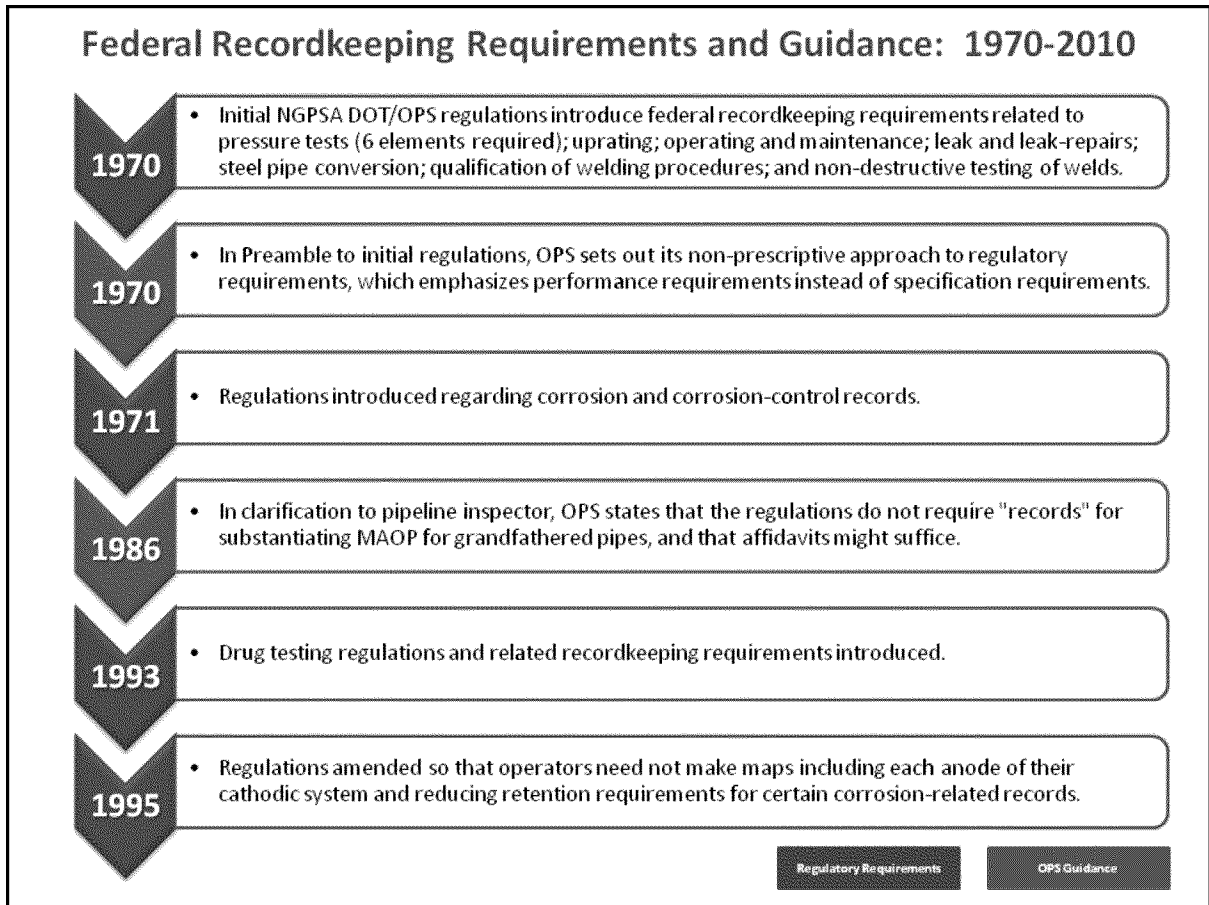 Federal Recordkeeping Requirements and Guidance: 1970-2010
1970
• Initial NGPSA DOT/OPS regulations introduce federal recordkeeping requirements related to
pressure tests (6 elements required); uprating; operating and maintenance; leak and leak-repairs;
steel pipe conversion; qualification of welding procedures; and non-destructive testing of welds.
1970
• In Preamble to initial regulations, OPS sets out its non-prescriptive approach to regulatory
requirements, which emphasizes performance requirements instead of specification requirements.
1971
• Regulations introduced regarding corrosion and corrosion-control records.
1986
• In clarification to pipeline inspector, OPS states that the regulations do not require "records" for
substantiating MAOP for grandfathered pipes, and that affidavits might suffice.
1993
• Drug testing regulations and related recordkeeping requirements introduced.
1995
• Regulations amended so that operators need not make maps including each anode of their
cathodic system and reducing retention requirements for certain corrosion-related records.
Regulatory Requirements
OPS Guidance